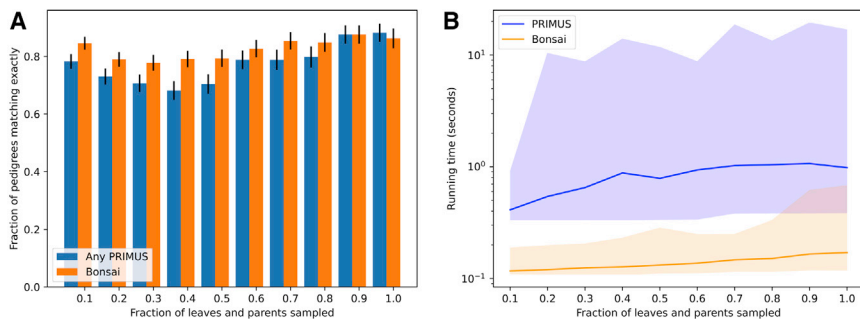 A
Fraction of pedigrees matching exactly
0.8
0.6
0.4
0.2
0.0
Any PRIMUS
Bonsai
0.1 0.2 0.3 0.4 0.5 0.6 0.7 0.8 0.9 1.0
Fraction of leaves and parents sampled
B
PRIMUS
Bonsai
Running time (seconds)
10¹
10⁰
10⁻¹
0.1 0.2 0.3 0.4 0.5 0.6 0.7 0.8 0.9 1.0
Fraction of leaves and parents sampled